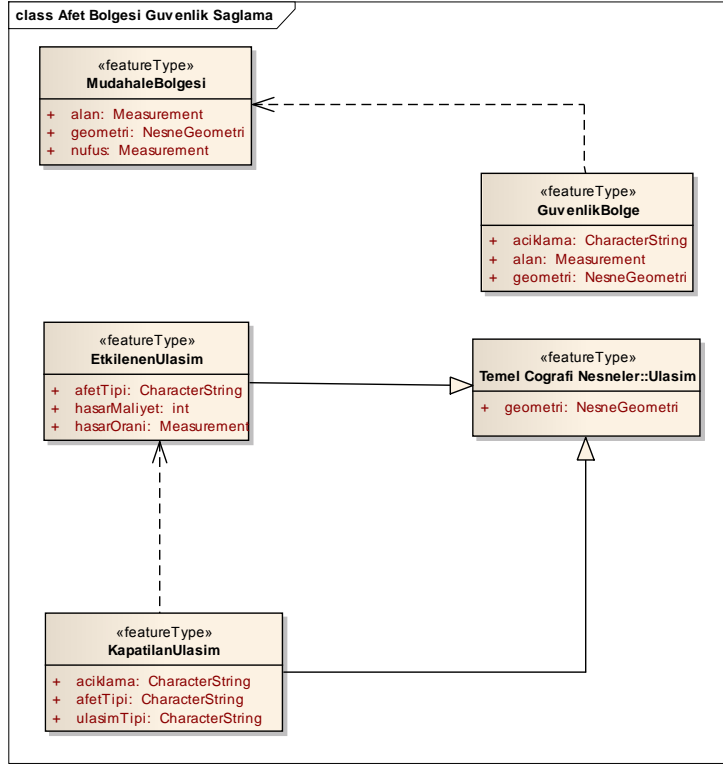 class Afet Bolgesi Guvenlik Saglama
«featureType»
MudahaleBolgesi
+ alan: Measurement
+ geometri: NesneGeometri
+ nufus: Measurement
«featureType»
GuvenlikBolge
+ aciklama: CharacterString
+ alan: Measurement
+ geometri: NesneGeometri
«featureType»
EtkilenenUlasim
+ afetTipi: CharacterString
+ hasarMaliyet: int
+ hasarOrani: Measurement
«featureType»
Temel Cografi Nesneler::Ulasim
+ geometri: NesneGeometri
«featureType»
KapatilanUlasim
+ aciklama: CharacterString
+ afetTipi: CharacterString
+ ulasimTipi: CharacterString